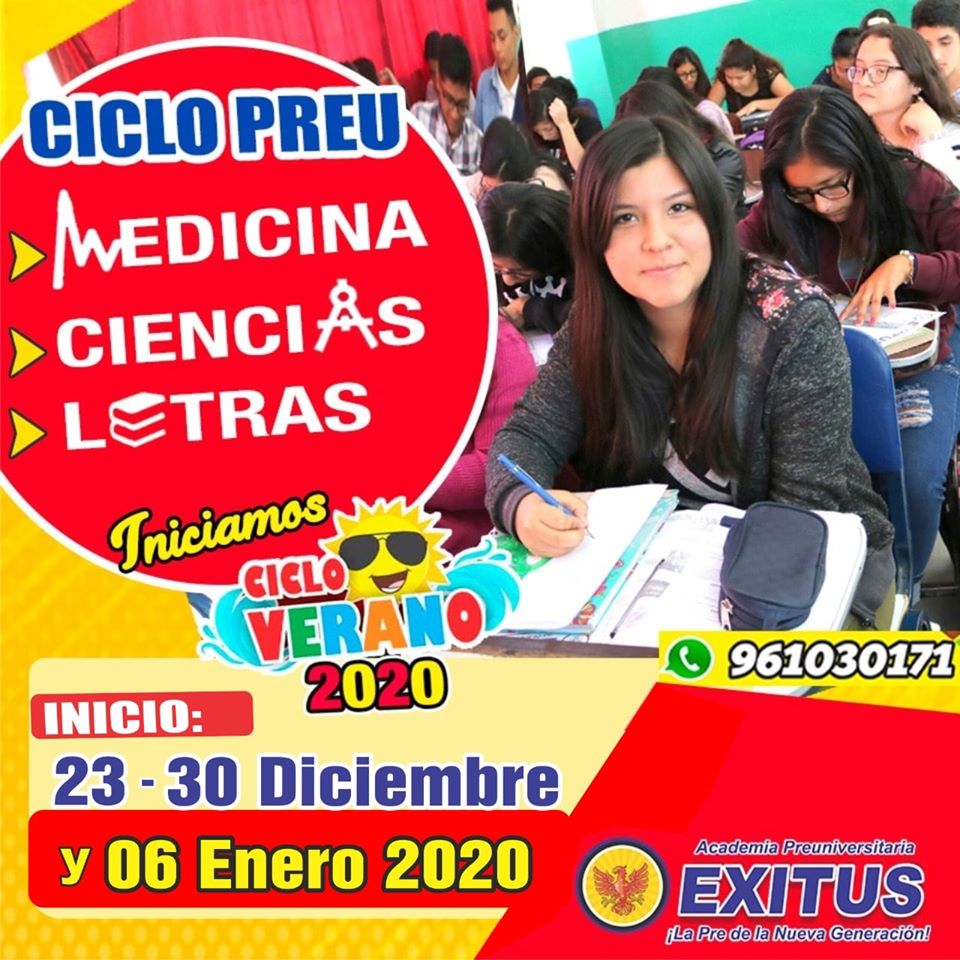 CICLO PREU
MEDICINA
CIENCIAS
LETRAS
Iniciamos
CICLO
VERANO
2020
961030171
INICIO:
23 - 30 Diciembre
y 06 Enero 2020
Academia Preuniversitaria
EXITUS
¡La Pre de la Nueva Generación!